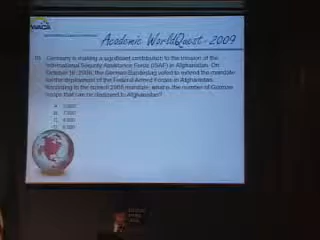 WACA
Academic WorldQuest - 2009
Germany is making a significant contribution to the mission of the
International Security Assistance Force (ISAF) in Afghanistan. On
October 16, 2008, the German Bundestag voted to extend the mandate
for the deployment of the Federal Armed Forces in Afghanistan.
According to the 2008 mandate, what is the number of German
troops that can be deployed to Afghanistan?
A.
B.
C.
D.